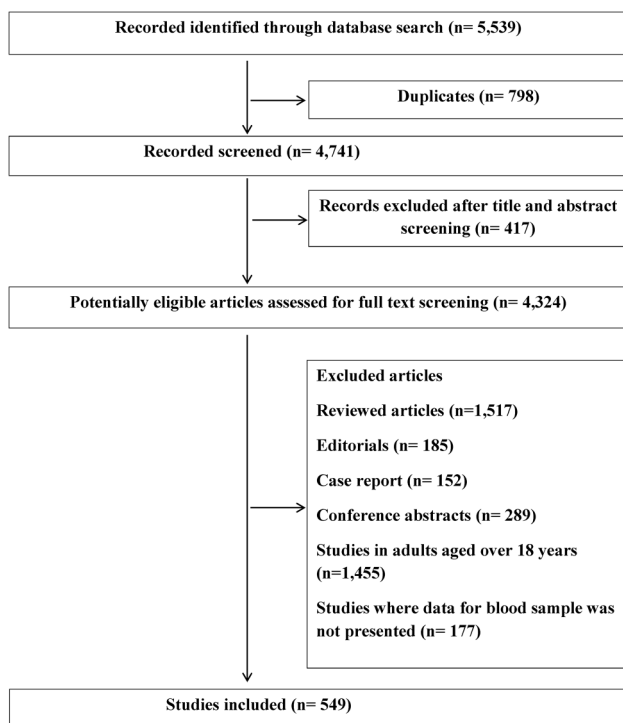 Recorded identified through database search (n= 5,539)
Duplicates (n= 798)
Recorded screened (n= 4,741)
Records excluded after title and abstract
screening (n= 417)
Potentially eligible articles assessed for full text screening (n= 4,324)
Excluded articles
Reviewed articles (n=1,517)
Editorials (n= 185)
Case report (n= 152)
Conference abstracts (n= 289)
Studies in adults aged over 18 years
(n=1,455)
Studies where data for blood sample was
not presented (n= 177)
Studies included (n= 549)